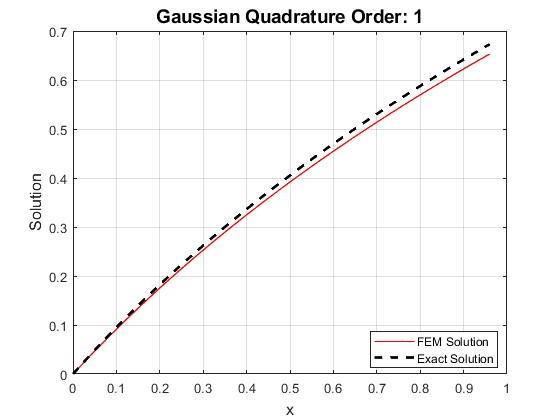 Gaussian Quadrature Order: 1
0.7
0.6
0.5
0.4
0.3
0.2
0.1
0
Solution
FEM Solution
Exact Solution
0 0.1 0.2 0.3 0.4 0.5 0.6 0.7 0.8 0.9 1
x